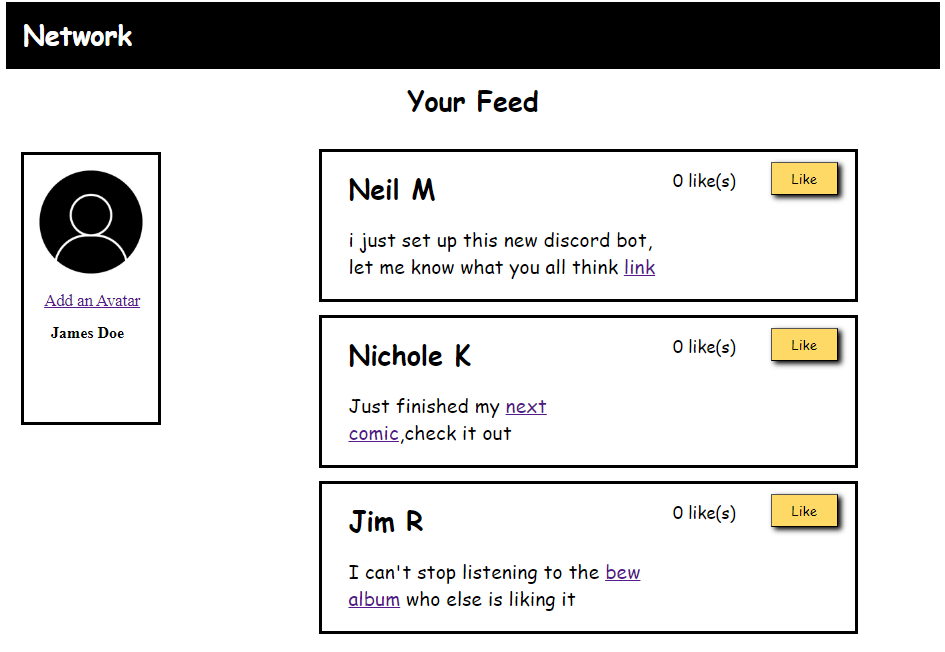 Network
Your Feed
Add an Avatar
James Doe
Neil M
0 like(s)
Like
i just set up this new discord bot,
let me know what you all think link
Nichole K
0 like(s)
Like
Just finished my next
comic,check it out
Jim R
0 like(s)
Like
I can't stop listening to the bew
album who else is liking it